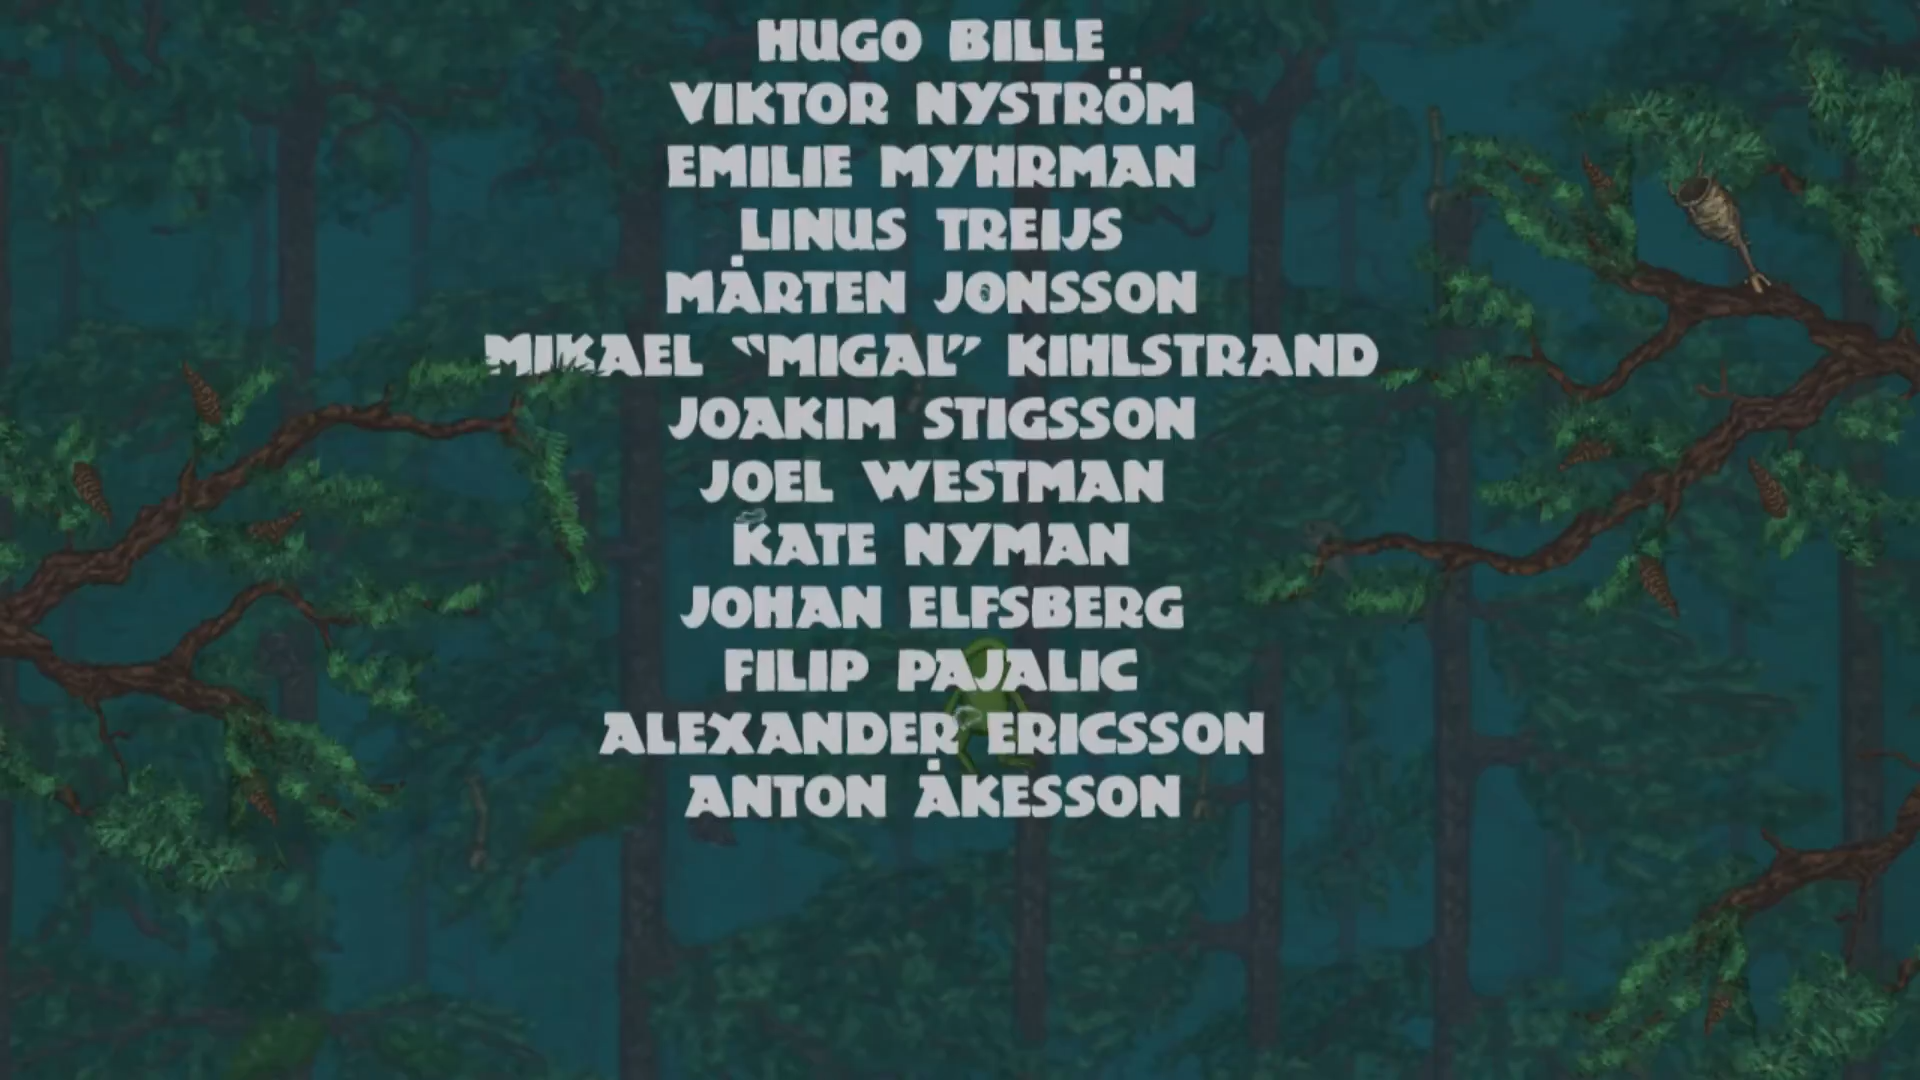 HUGO BILLE
VIKTOR NYSTRÖM
EMILIE MYHRMAN
LINUS TREIJS
MÅRTEN JONSSON
MIKAEL “MIGAL” KIHLSTRAND
JOAKIM STIGSSON
JOEL WESTMAN
KATE NYMAN
JOHAN ELFSBERG
FILIP PAJALIC
ALEXANDER ERICSSON
ANTON ÅKESSON